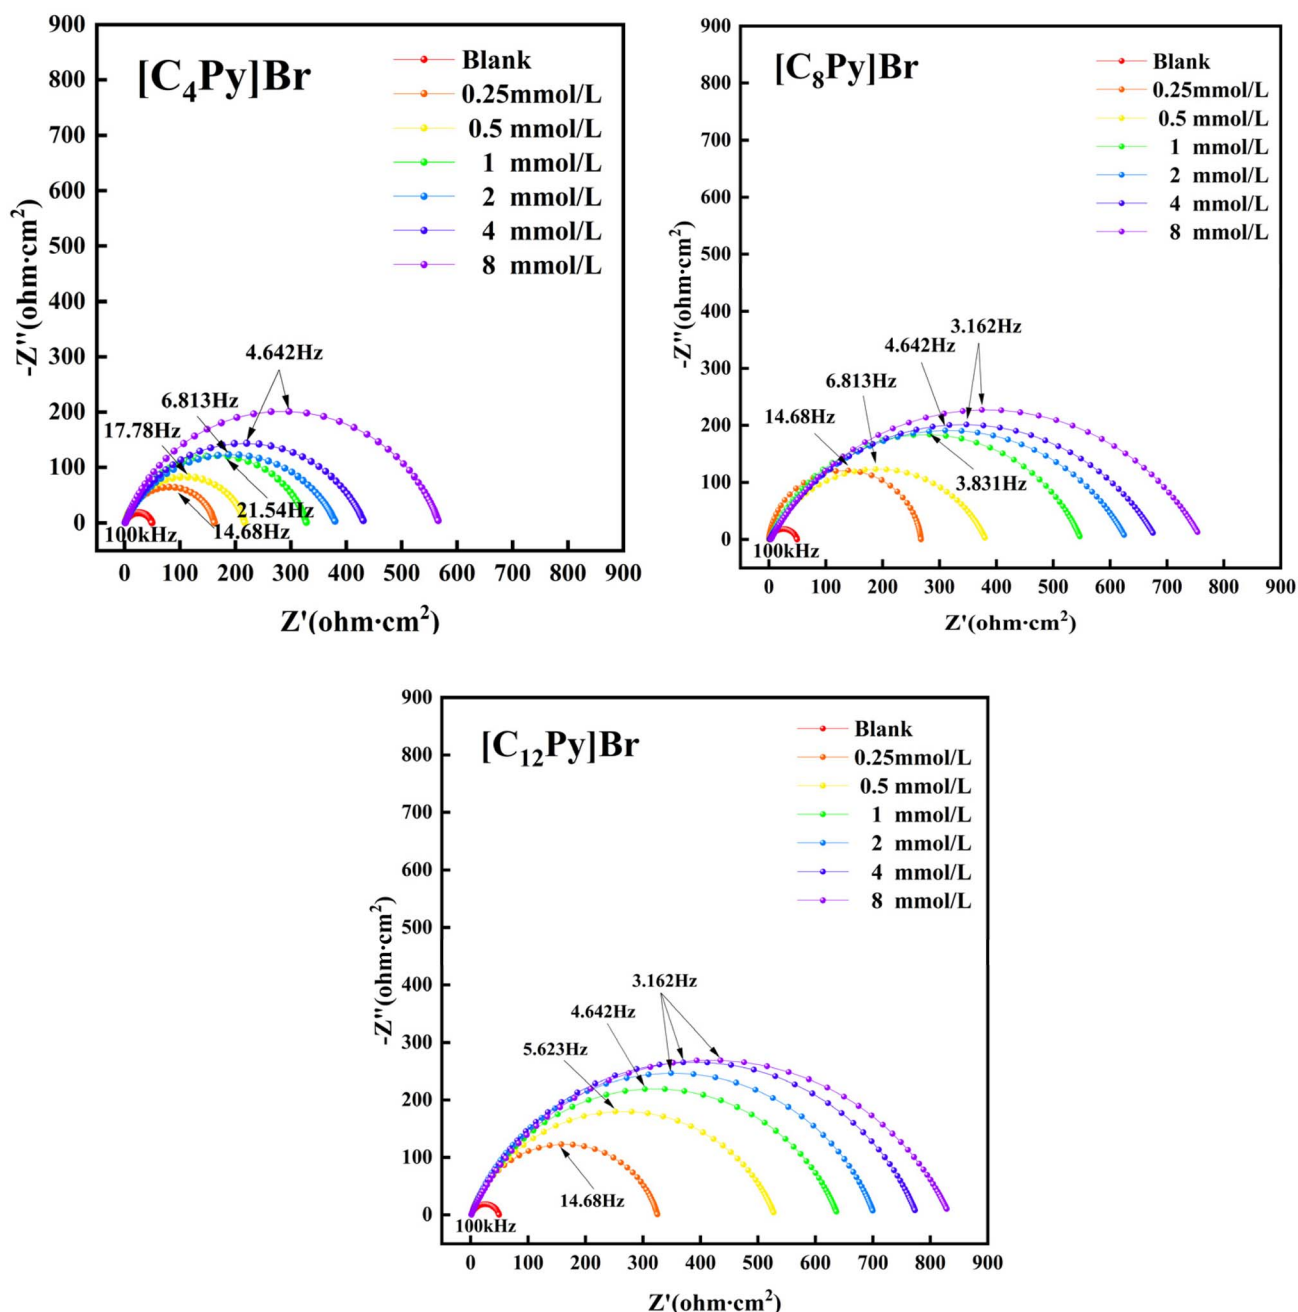 [C4Py]Br
Blank
0.25mmol/L
0.5 mmol/L
1 mmol/L
2 mmol/L
4 mmol/L
8 mmol/L
900
800
700
600
500
400
300
200
100
0
-Z''(ohm·cm²)
4.642Hz
6.813Hz
17.78Hz
21.54Hz
14.68Hz
100kHz
0 100 200 300 400 500 600 700 800 900
Z'(ohm·cm²)
[C8Py]Br
Blank
0.25mmol/L
0.5 mmol/L
1 mmol/L
2 mmol/L
4 mmol/L
8 mmol/L
900
800
700
600
500
400
300
200
100
0
-Z''(ohm·cm²)
3.162Hz
4.642Hz
6.813Hz
14.68Hz
3.831Hz
100kHz
0 100 200 300 400 500 600 700 800 900
Z'(ohm·cm²)
[C12Py]Br
Blank
0.25mmol/L
0.5 mmol/L
1 mmol/L
2 mmol/L
4 mmol/L
8 mmol/L
900
800
700
600
500
400
300
200
100
0
-Z''(ohm·cm²)
3.162Hz
4.642Hz
5.623Hz
14.68Hz
100kHz
0 100 200 300 400 500 600 700 800 900
Z'(ohm·cm²)